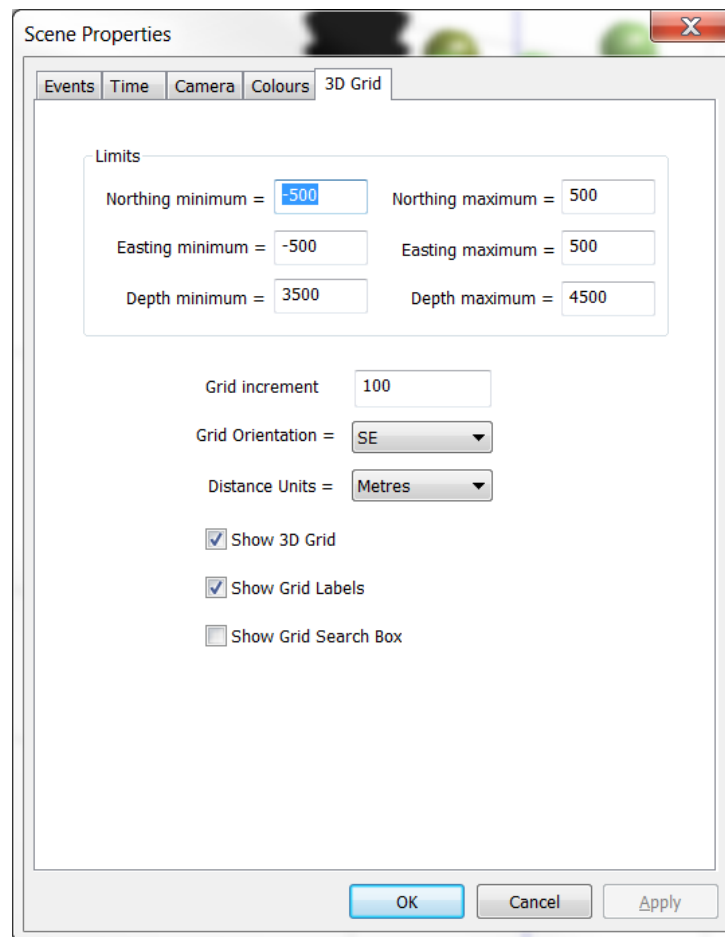 Scene Properties
Events Time Camera Colours 3D Grid
Limits
Northing minimum = -500 Northing maximum = 500
Easting minimum = -500 Easting maximum = 500
Depth minimum = 3500 Depth maximum = 4500
Grid increment 100
Grid Orientation = SE
Distance Units = Metres
Show 3D Grid
Show Grid Labels
Show Grid Search Box
OK Cancel Apply